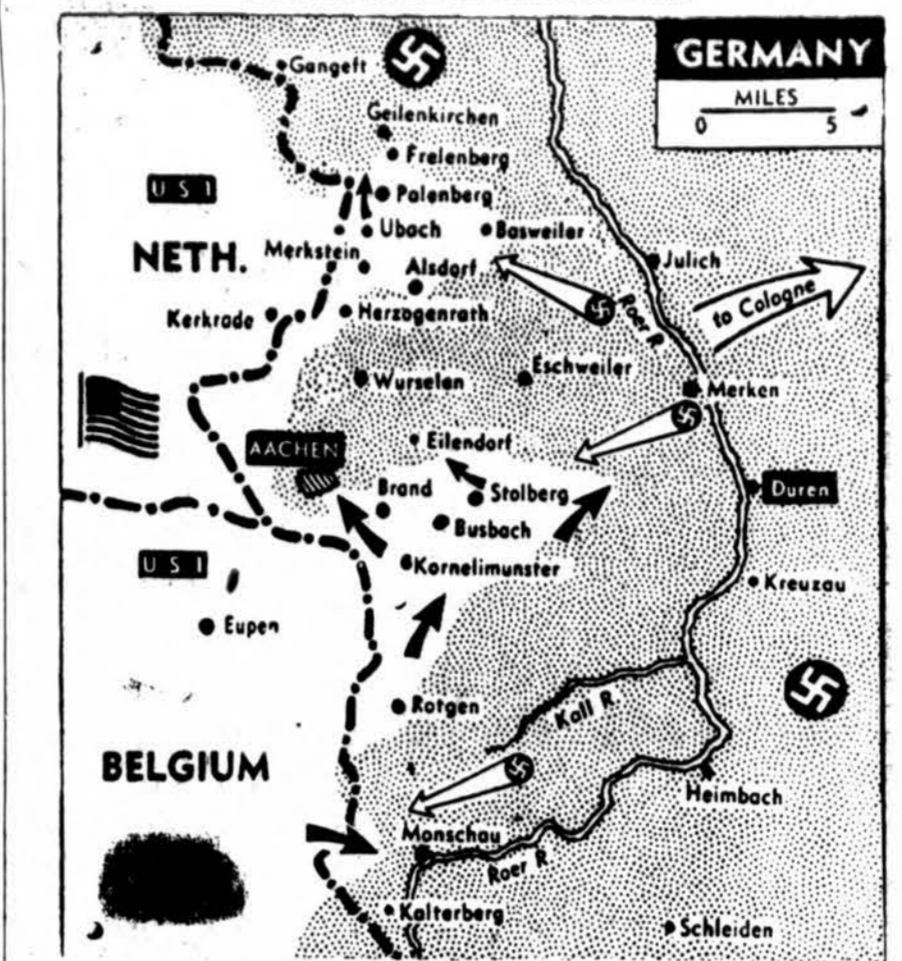 GERMANY
MILES
0 5
Gangelt
Geilenkirchen
Frelenberg
U S 1
Palenberg
Ubach
Basweiler
NETH.
Merkstein
Julich
Alsdorf
to Cologne
Roer R.
Kerkrade
Herzogenrath
Eschweiler
Wurselen
Merken
AACHEN
Eilendorf
Brand
Stolberg
Duren
Busbach
U S 1
Kornelimunster
Kreuzau
Eupen
Rotgen
Kall R.
BELGIUM
Heimbach
Monschau
Roer R.
Kalterberg
Schleiden